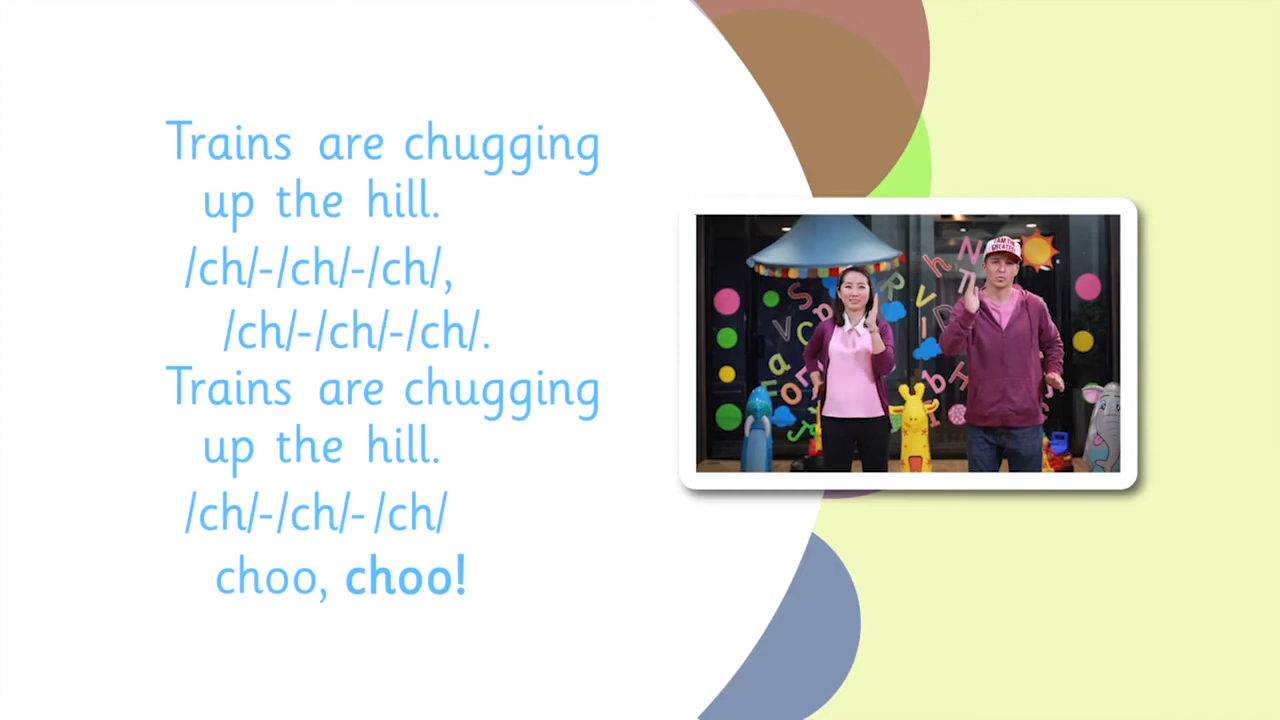 Trains are chugging
up the hill.
/ch/-/ch/-/ch/,
/ch/-/ch/-/ch/.
Trains are chugging
up the hill.
/ch/-/ch/- /ch/
choo, choo!